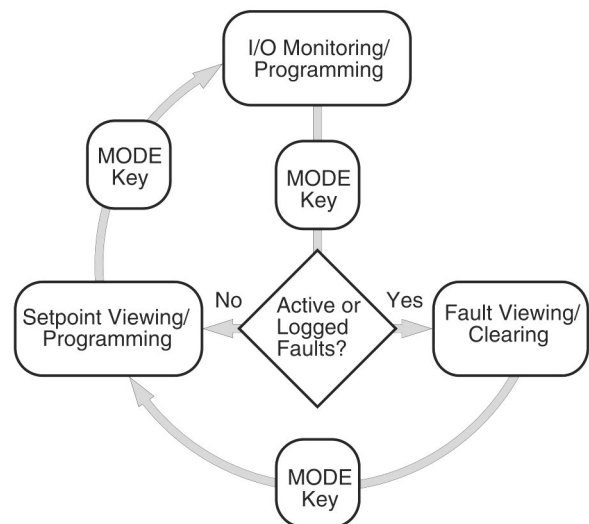 I/O Monitoring/
Programming
MODE
Key
MODE
Key
No
Active or
Logged
Faults?
Yes
Setpoint Viewing/
Programming
Fault Viewing/
Clearing
MODE
Key